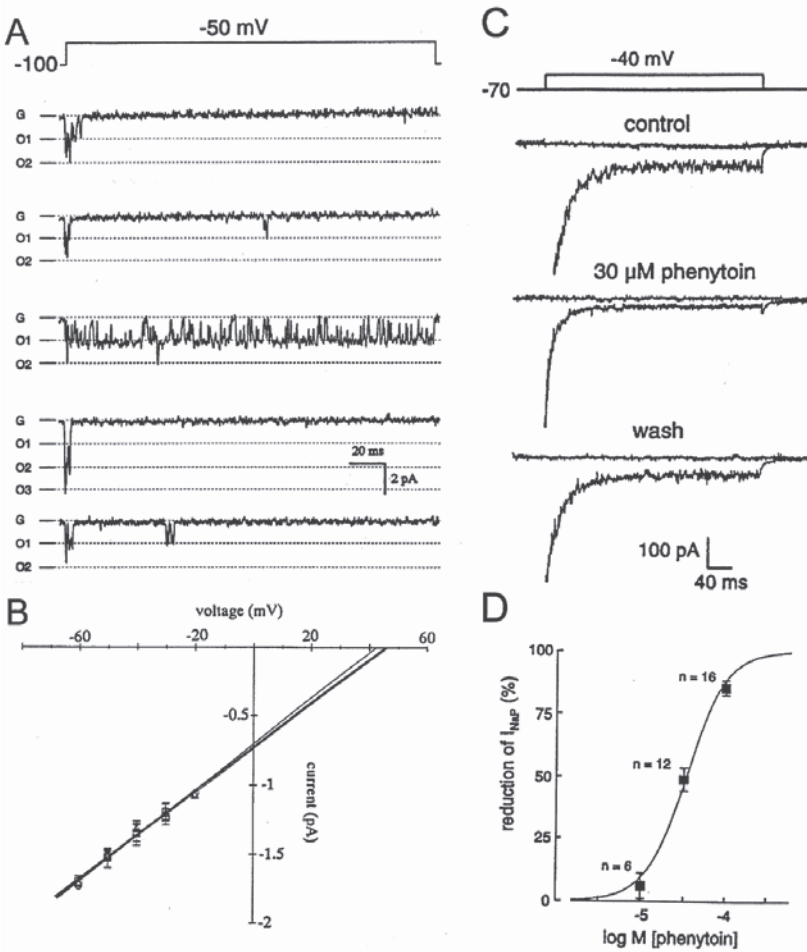 A
-50 mV
-100
G
O1
O2
G
O1
O2
G
O1
O2
G
O1
O2
O3
20 ms
2 pA
G
O1
O2
B
voltage (mV)
-60
-20
20
60
-0.5
-1
-1.5
-2
current (pA)
C
-40 mV
-70
control
30 µM phenytoin
wash
100 pA
40 ms
D
100
75
50
25
0
reduction of INaP (%)
n = 16
n = 12
n = 6
-5
-4
log M [phenytoin]